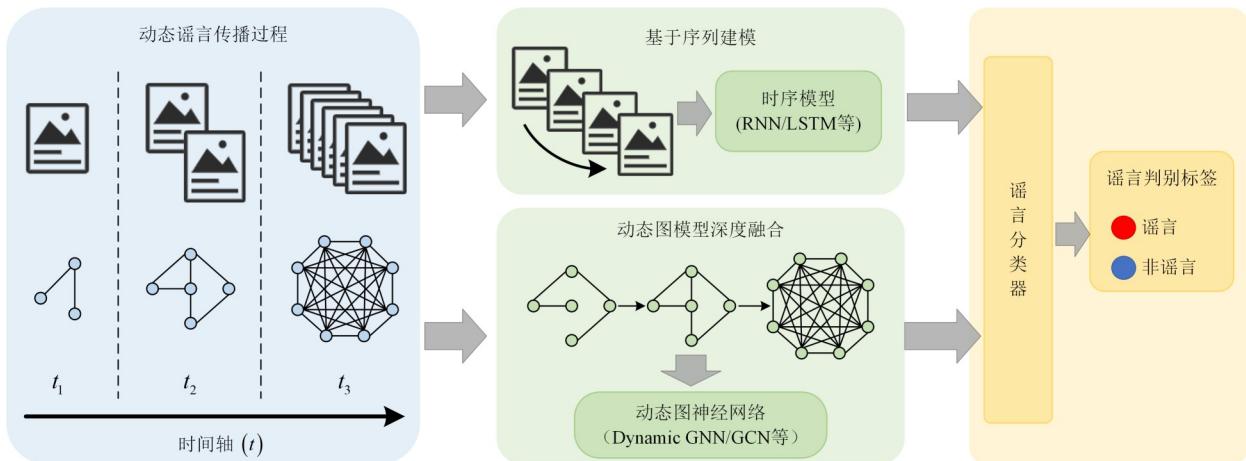 动态谣言传播过程
t1
t2
t3
时间轴 (t)
基于序列建模
时序模型
(RNN/LSTM等)
动态图模型深度融合
动态图神经网络
（Dynamic GNN/GCN等）
谣言分类器
谣言判别标签
谣言
非谣言